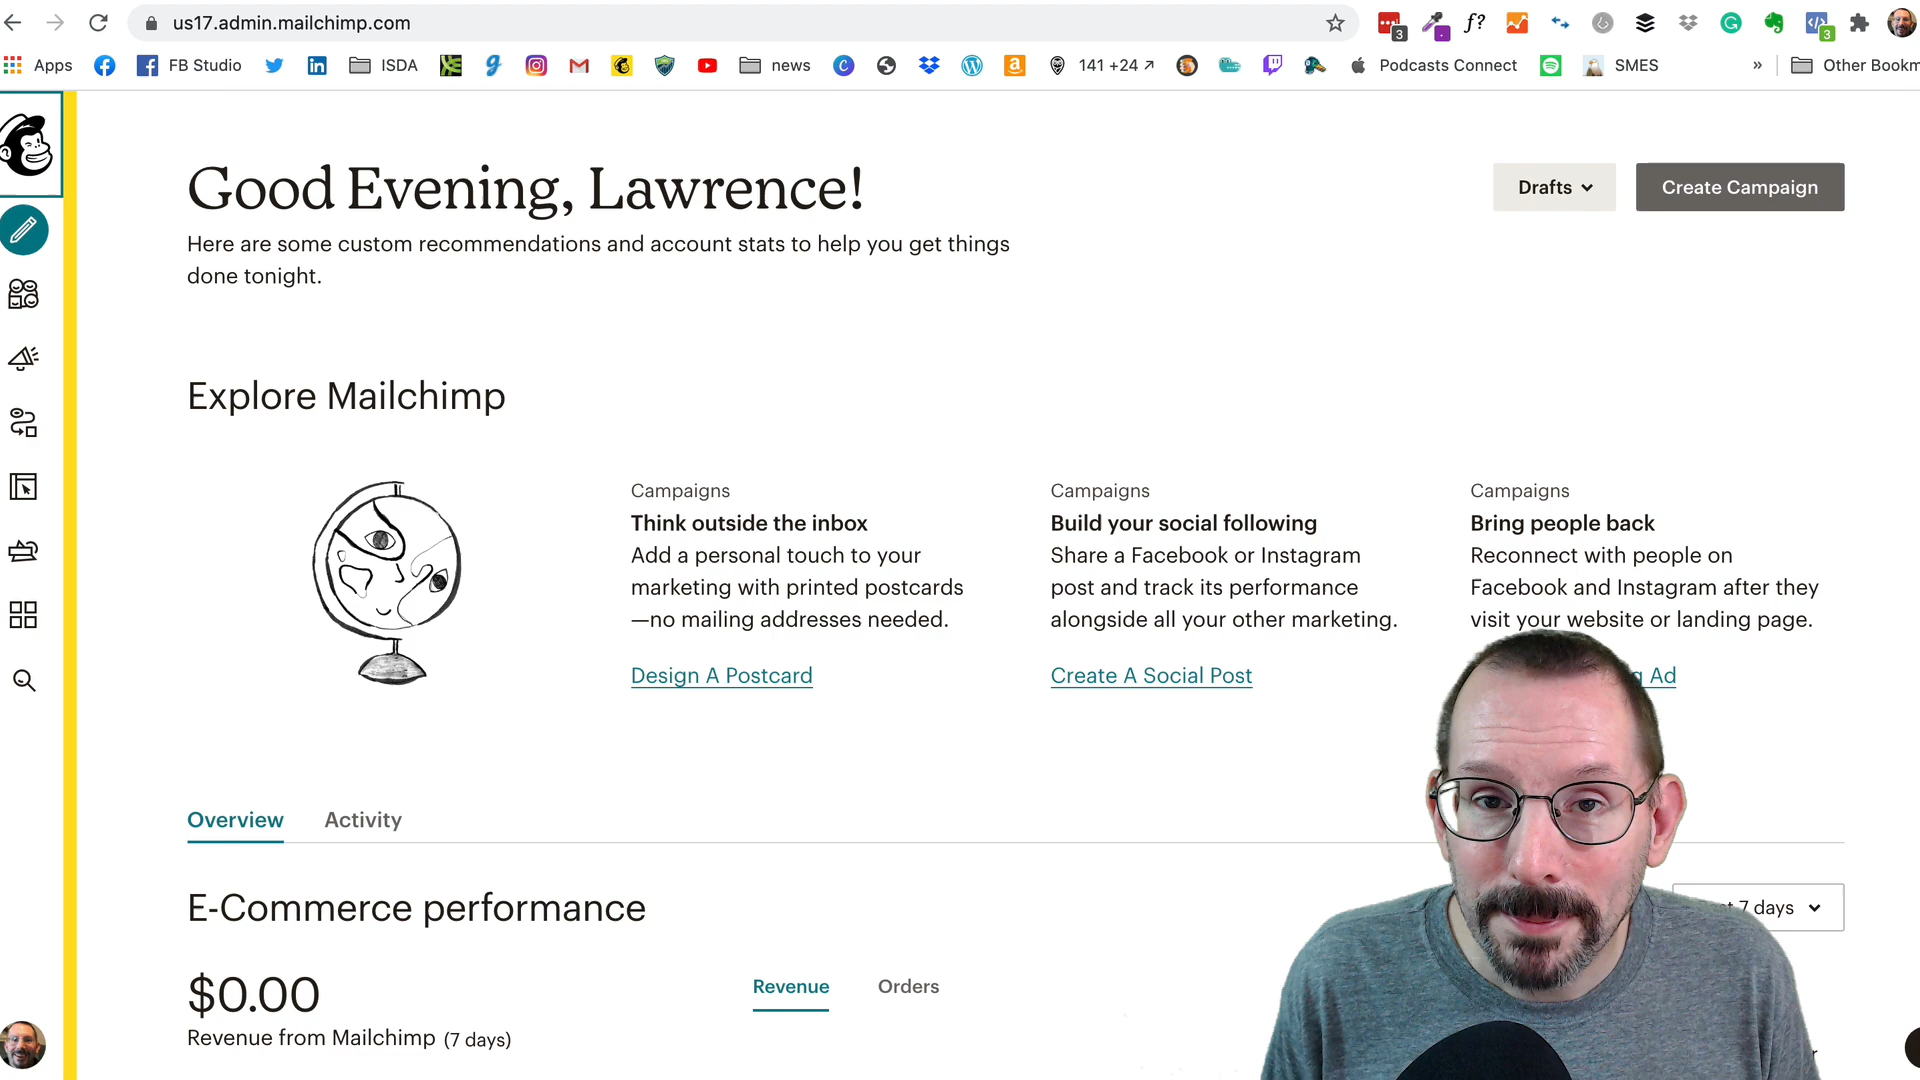 us17.admin.mailchimp.com
3
f?
3
Apps
FB Studio
ISDA
news
141 +24 ↗
Podcasts Connect
SMES
»
Other Bookm
Good Evening, Lawrence!
Drafts
Create Campaign
Here are some custom recommendations and account stats to help you get things
done tonight.
Explore Mailchimp
Campaigns
Think outside the inbox
Add a personal touch to your
marketing with printed postcards
—no mailing addresses needed.
Design A Postcard
Campaigns
Build your social following
Share a Facebook or Instagram
post and track its performance
alongside all your other marketing.
Create A Social Post
Campaigns
Bring people back
Reconnect with people on
Facebook and Instagram after they
visit your website or landing page.
g Ad
Overview
Activity
E-Commerce performance
t 7 days
$0.00
Revenue from Mailchimp (7 days)
Revenue
Orders